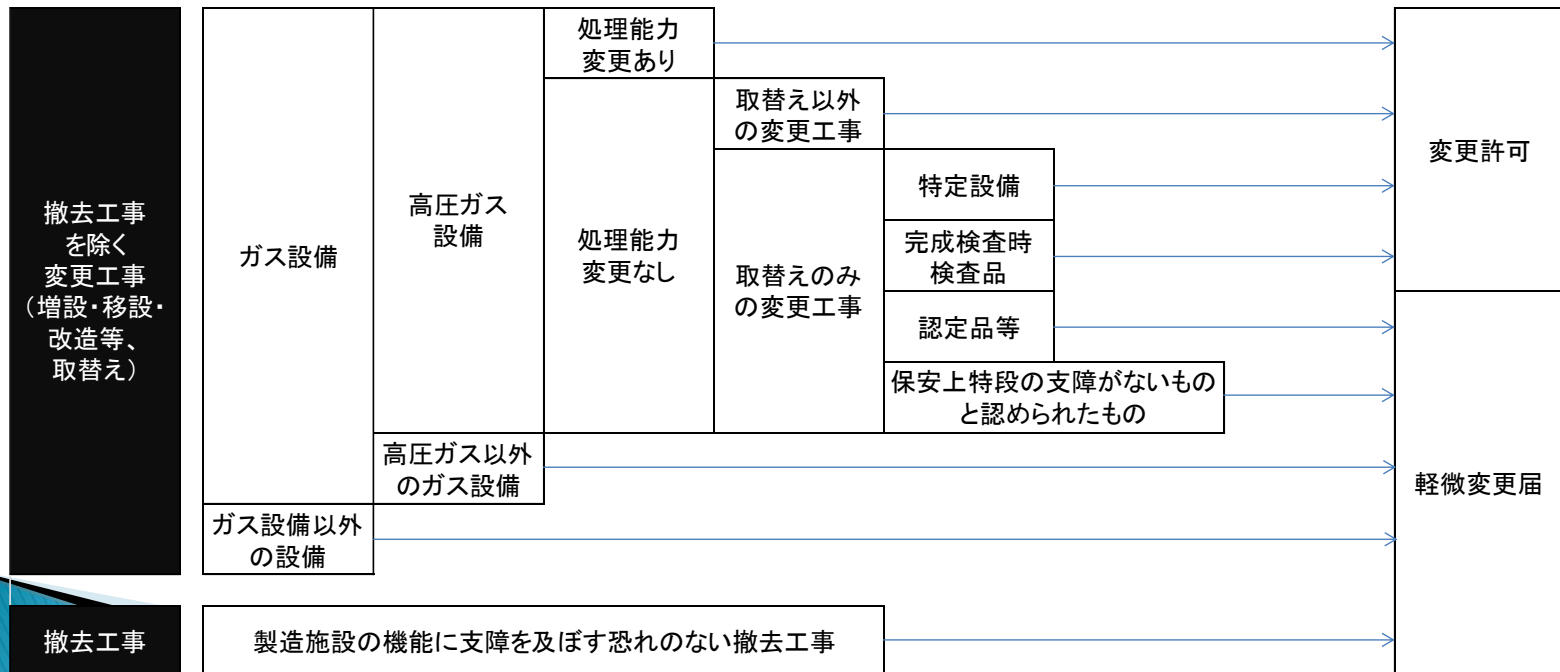 撤去工事
を除く
変更工事
（増設・移設・
改造等、
取替え）
ガス設備
高圧ガス
設備
処理能力
変更あり
処理能力
変更なし
取替え以外
の変更工事
取替えのみ
の変更工事
特定設備
完成検査時
検査品
認定品等
保安上特段の支障がないもの
と認められたもの
高圧ガス以外
のガス設備
ガス設備以外
の設備
変更許可
軽微変更届
撤去工事
製造施設の機能に支障を及ぼす恐れのない撤去工事